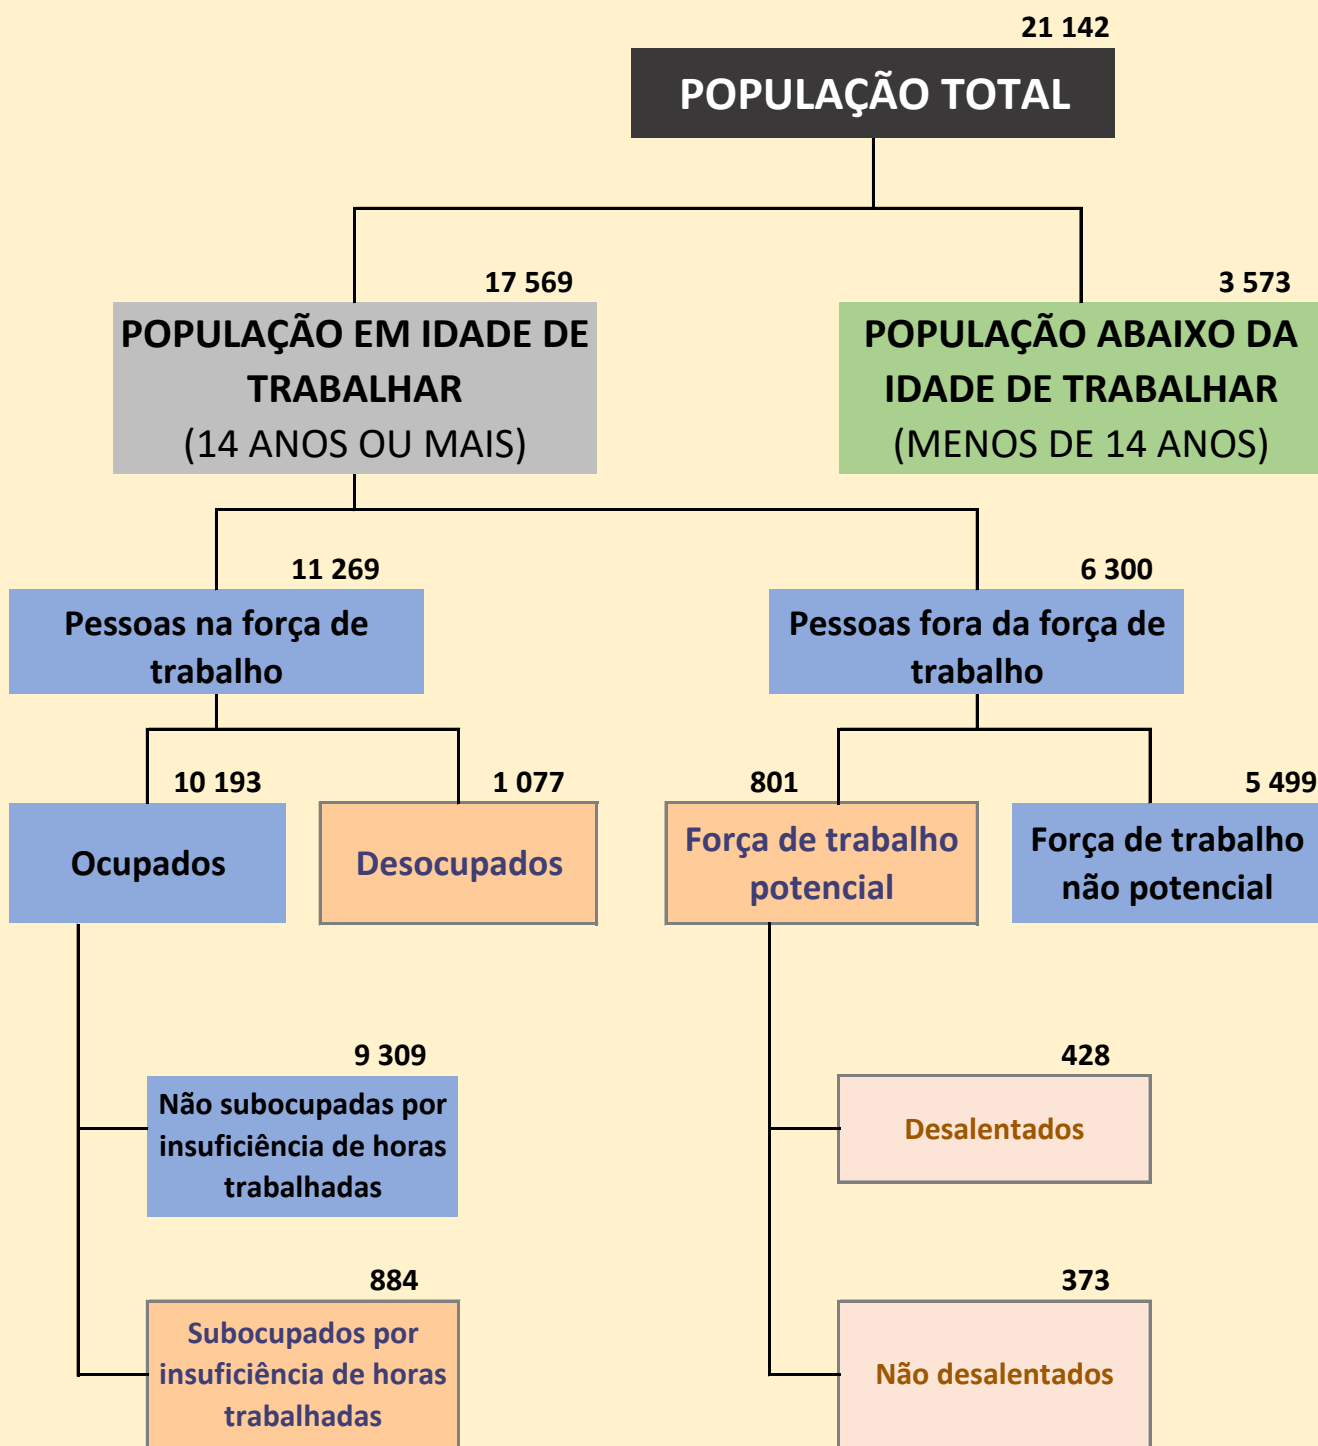 21 142
POPULAÇÃO TOTAL
17 569
POPULAÇÃO EM IDADE DE
TRABALHAR
(14 ANOS OU MAIS)
3 573
POPULAÇÃO ABAIXO DA
IDADE DE TRABALHAR
(MENOS DE 14 ANOS)
11 269
Pessoas na força de
trabalho
6 300
Pessoas fora da força de
trabalho
10 193
Ocupados
1 077
Desocupados
801
Força de trabalho
potencial
5 499
Força de trabalho
não potencial
9 309
Não subocupadas por
insuficiência de horas
trabalhadas
428
Desalentados
884
Subocupados por
insuficiência de horas
trabalhadas
373
Não desalentados